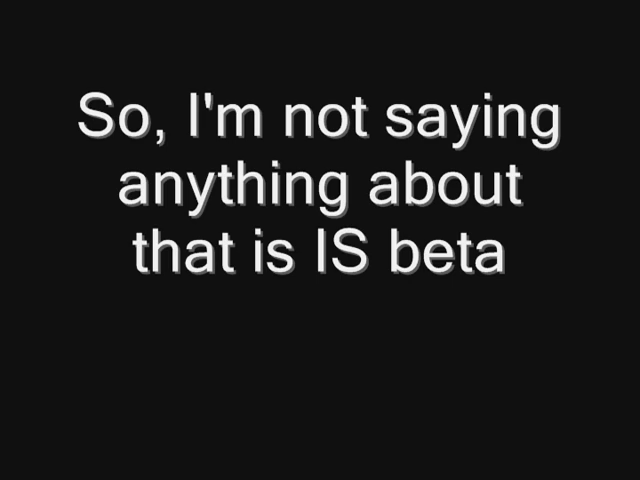 So, I'm not saying
anything about
that is IS beta